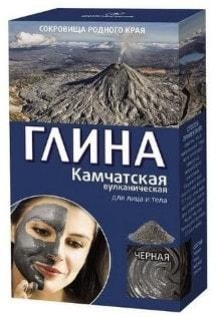 СОКРОВИЩА РОДНОГО КРАЯ
ГЛИНА
Камчатская
вулканическая
для лица и тела
ЧЕРНАЯ